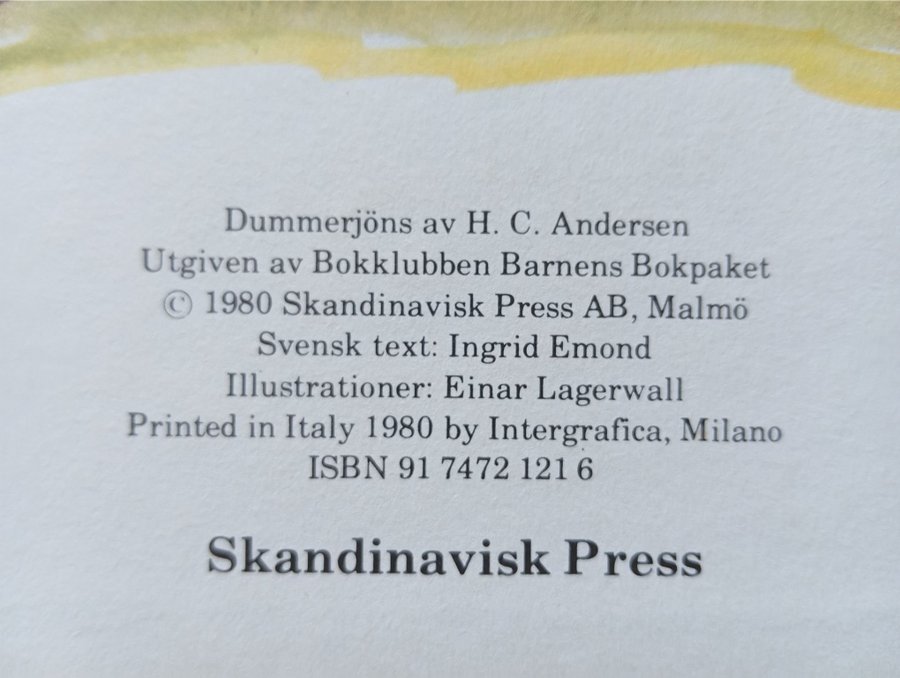 Dummerjöns av H. C. Andersen
Utgiven av Bokklubben Barnens Bokpaket
© 1980 Skandinavisk Press AB, Malmö
Svensk text: Ingrid Emond
Illustrationer: Einar Lagerwall
Printed in Italy 1980 by Intergrafica, Milano
ISBN 91 7472 121 6
Skandinavisk Press